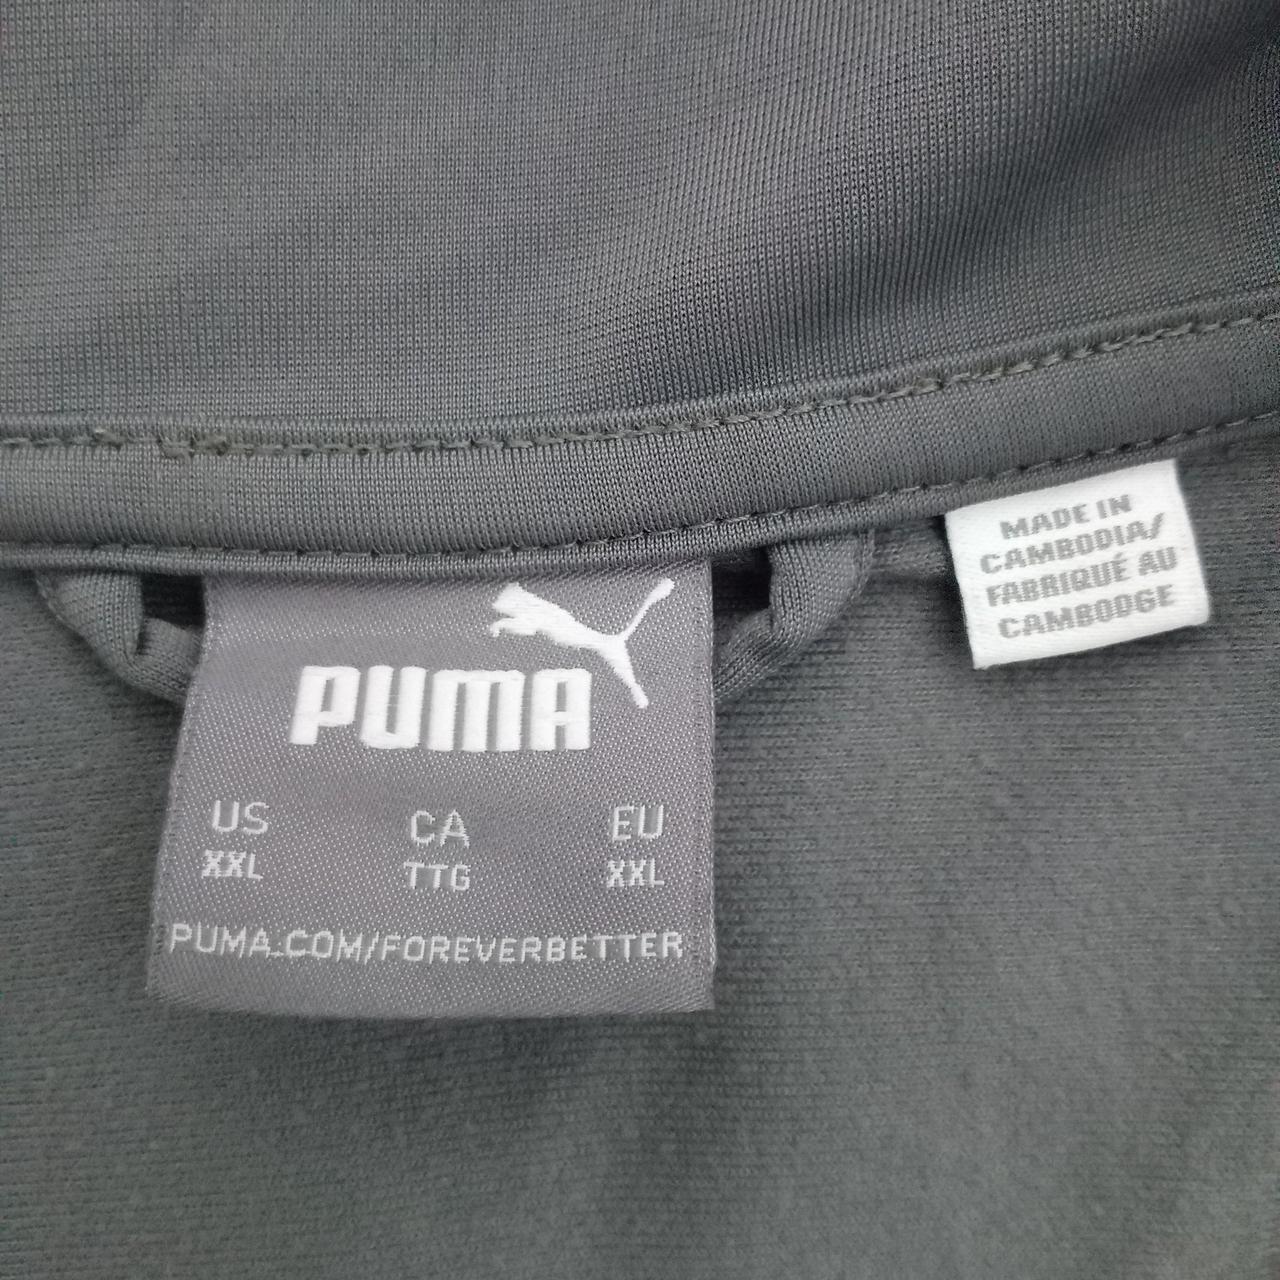 PUMA
US CA EU
XXL TTG XXL
PUMA.COM/FOREVERBETTER
MADE IN
CAMBODIA/
FABRIQUÉ AU
CAMBODGE